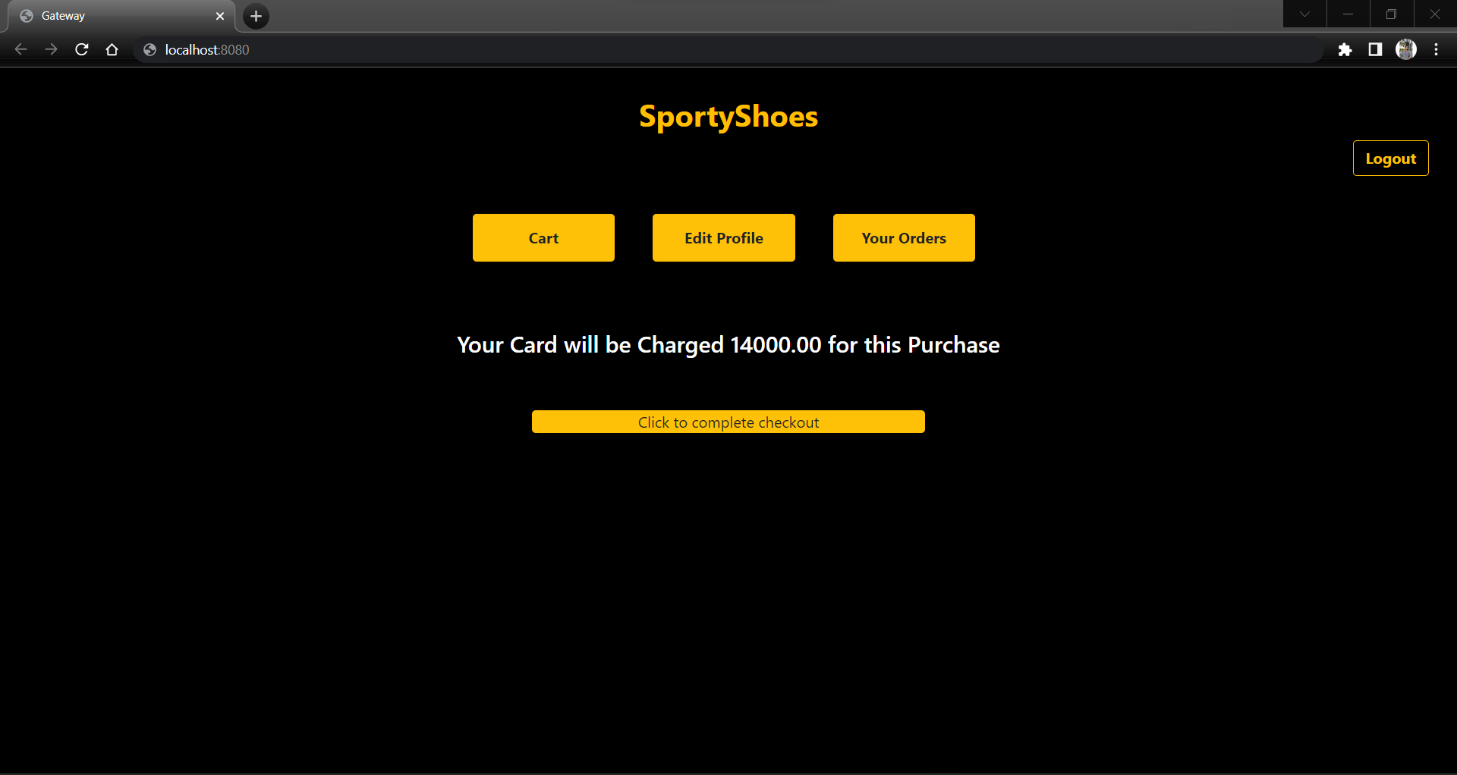 Gateway
localhost:8080
SportyShoes
Logout
Cart
Edit Profile
Your Orders
Your Card will be Charged 14000.00 for this Purchase
Click to complete checkout